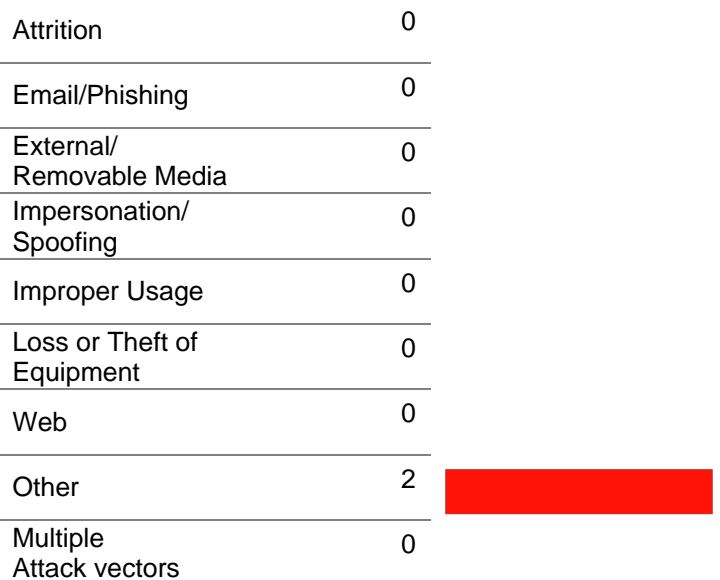 Attrition 0
Email/Phishing 0
External/ 0
Removable Media
Impersonation/ 0
Spoofing
Improper Usage 0
Loss or Theft of 0
Equipment
Web 0
Other 2
Multiple 0
Attack vectors